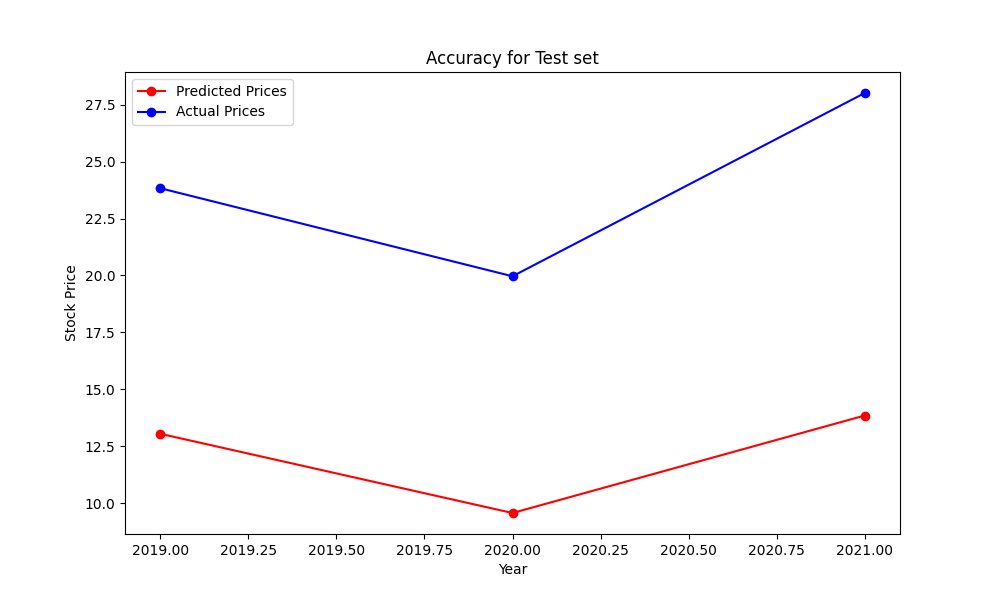 Accuracy for Test set
Predicted Prices
Actual Prices
27.5
25.0
22.5
20.0
17.5
15.0
12.5
10.0
Stock Price
2019.00 2019.25 2019.50 2019.75 2020.00 2020.25 2020.50 2020.75 2021.00
Year